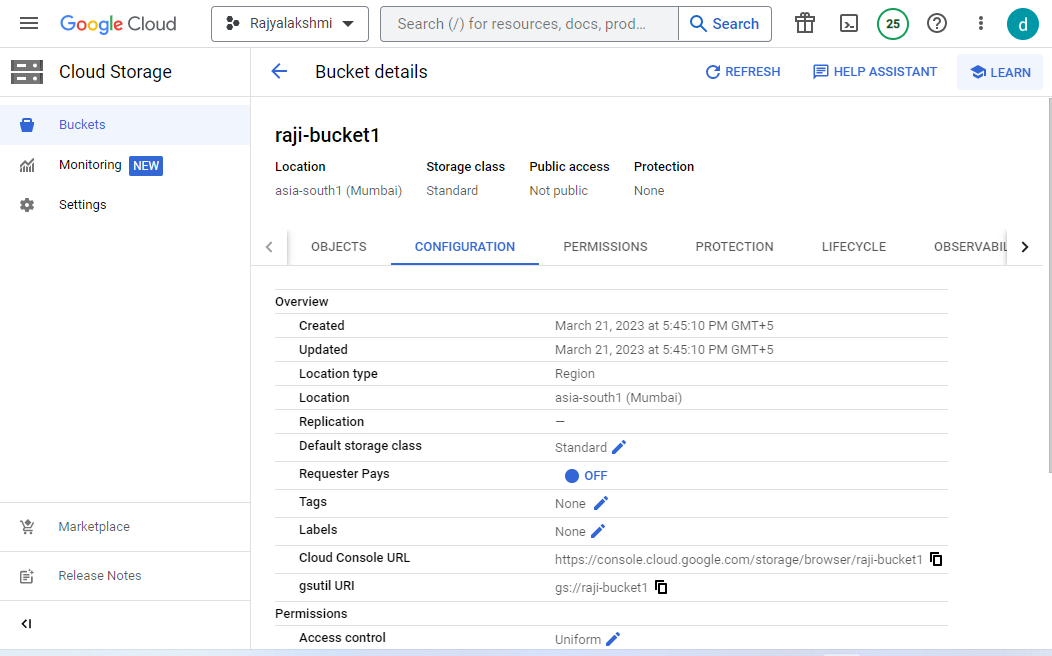 Google Cloud
Rajyalakshmi
Search (/) for resources, docs, prod...
Search
25
d
Cloud Storage
Bucket details
REFRESH
HELP ASSISTANT
LEARN
Buckets
Monitoring NEW
Settings
Marketplace
Release Notes
raji-bucket1
Location Storage class Public access Protection
asia-south1 (Mumbai) Standard Not public None
OBJECTS CONFIGURATION PERMISSIONS PROTECTION LIFECYCLE OBSERVABIL
Overview
Created March 21, 2023 at 5:45:10 PM GMT+5
Updated March 21, 2023 at 5:45:10 PM GMT+5
Location type Region
Location asia-south1 (Mumbai)
Replication —
Default storage class Standard
Requester Pays OFF
Tags None
Labels None
Cloud Console URL https://console.cloud.google.com/storage/browser/raji-bucket1
gsutil URI gs://raji-bucket1
Permissions
Access control Uniform